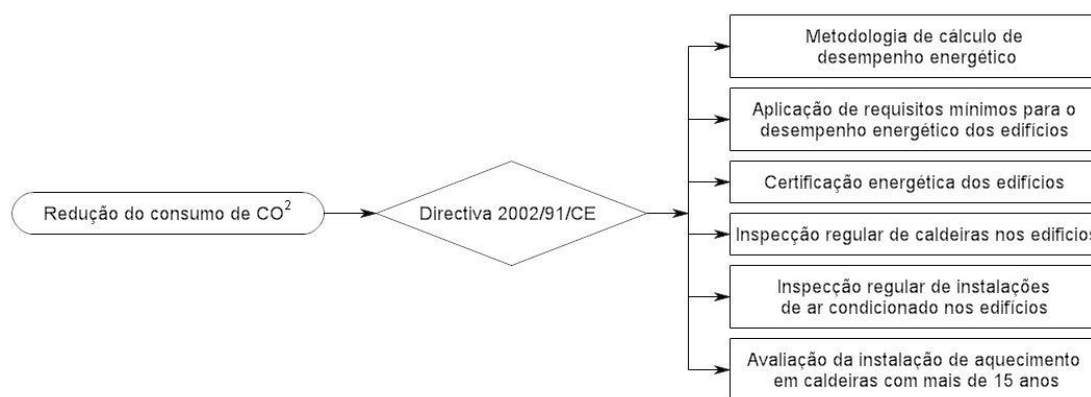 Redução do consumo de CO²
Directiva 2002/91/CE
Metodologia de cálculo de
desempenho energético
Aplicação de requisitos mínimos para o
desempenho energético dos edifícios
Certificação energética dos edifícios
Inspecção regular de caldeiras nos edificios
Inspecção regular de instalações
de ar condicionado nos edifícios
Avaliação da instalação de aquecimento
em caldeiras com mais de 15 anos